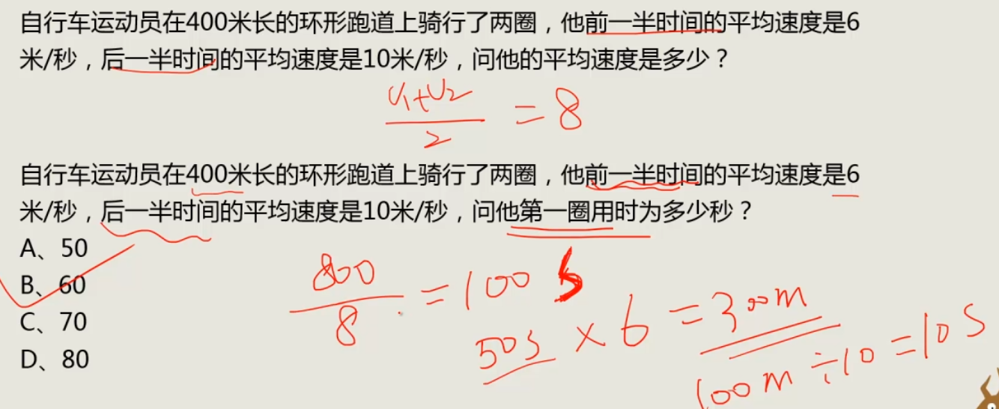 自行车运动员在400米长的环形跑道上骑行了两圈，他前一半时间的平均速度是6
米/秒，后一半时间的平均速度是10米/秒，问他的平均速度是多少？
V₁+V₂
2
=8
自行车运动员在400米长的环形跑道上骑行了两圈，他前一半时间的平均速度是6
米/秒，后一半时间的平均速度是10米/秒，问他第一圈用时为多少秒？
A、50
B、60
C、70
D、80
800
8
=100 s
50s×6=300m
100m÷10=10s